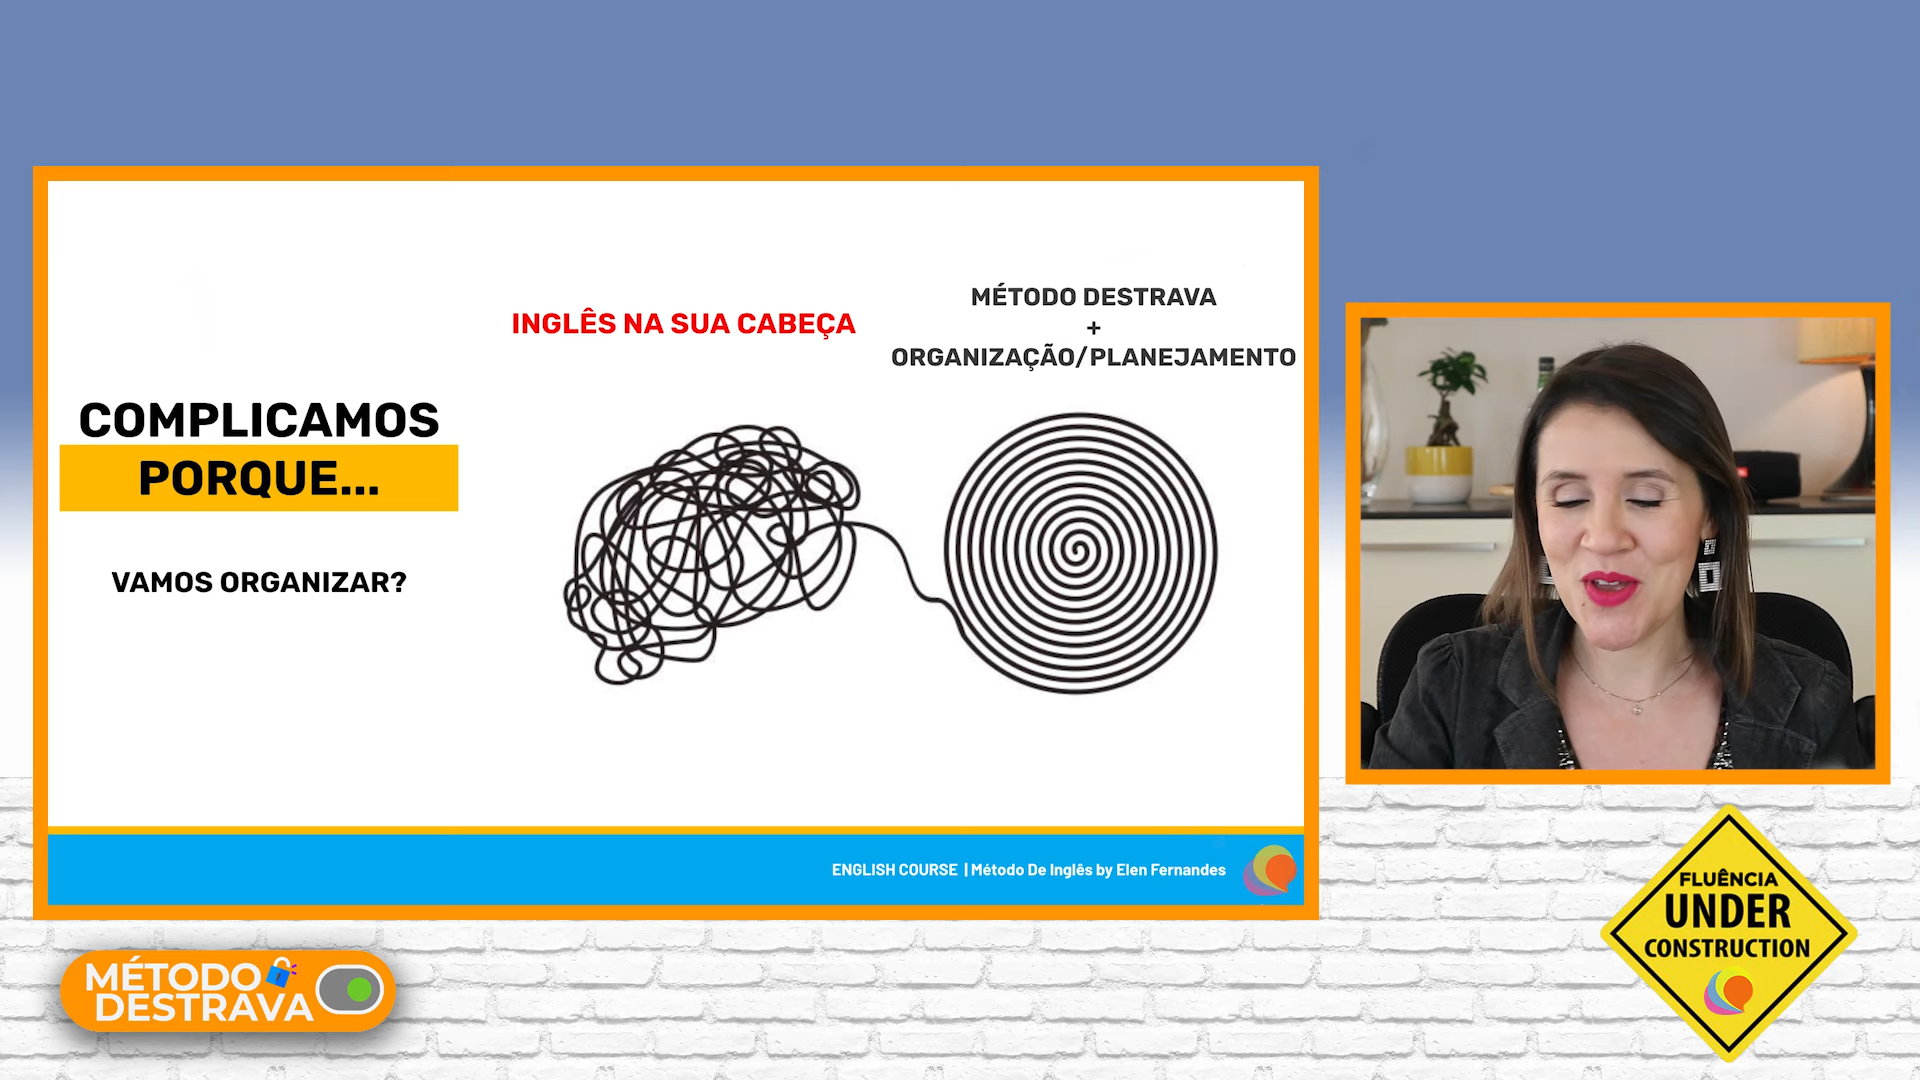 COMPLICAMOS
PORQUE...
VAMOS ORGANIZAR?
INGLÊS NA SUA CABEÇA
MÉTODO DESTRAVA
+
ORGANIZAÇÃO/PLANEJAMENTO
ENGLISH COURSE | Método De Inglês by Elen Fernandes
MÉTODO
DESTRAVA
FLUÊNCIA
UNDER
CONSTRUCTION